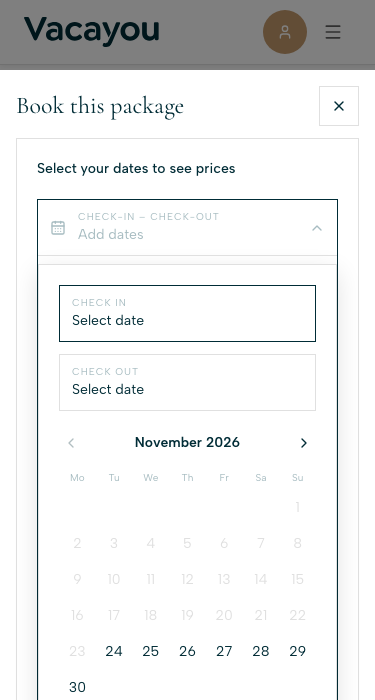 Vacayou
Book this package
Select your dates to see prices
CHECK-IN – CHECK-OUT
Add dates
CHECK IN
Select date
CHECK OUT
Select date
November 2026
Mo Tu We Th Fr Sa Su
1
2 3 4 5 6 7 8
9 10 11 12 13 14 15
16 17 18 19 20 21 22
23 24 25 26 27 28 29
30